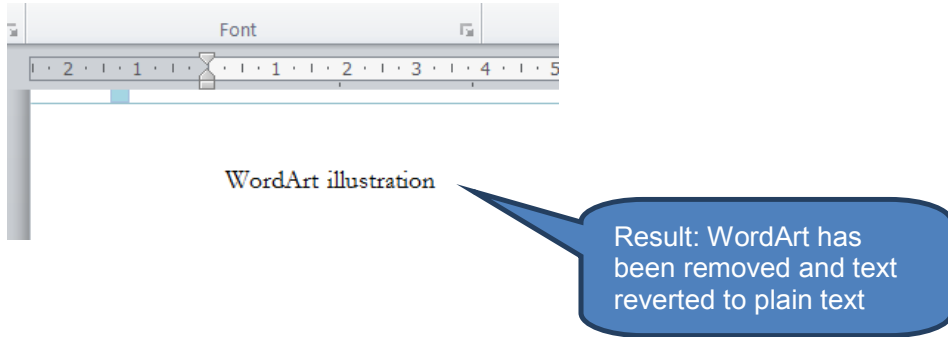 Font
2 1 1 2 3 4 5
WordArt illustration
Result: WordArt has
been removed and text
reverted to plain text